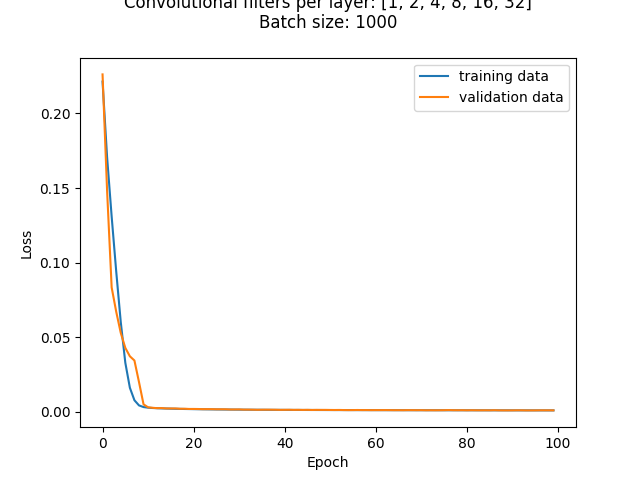 Convolutional filters per layer: [1, 2, 4, 8, 16, 32]
Batch size: 1000
training data
validation data
0.20
0.15
0.10
0.05
0.00
Loss
0 20 40 60 80 100
Epoch